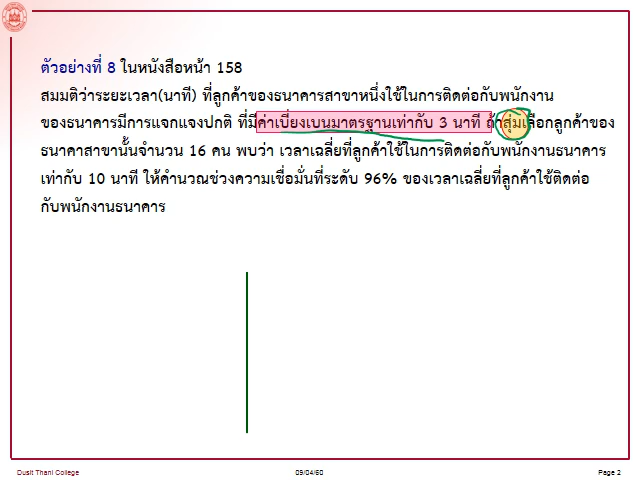 ตัวอย่างที่ 8 ในหนังสือหน้า 158
สมมติว่าระยะเวลา(นาที) ที่ลูกค้าของธนาคารสาขาหนึ่งใช้ในการติดต่อกับพนักงาน
ของธนาคารมีการแจกแจงปกติ ที่มีค่าเบี่ยงเบนมาตรฐานเท่ากับ 3 นาที ถ้าสุ่มเลือกลูกค้าของ
ธนาคาสาขานั้นจำนวน 16 คน พบว่า เวลาเฉลี่ยที่ลูกค้าใช้ในการติดต่อกับพนักงานธนาคาร
เท่ากับ 10 นาที ให้คำนวณช่วงความเชื่อมั่นที่ระดับ 96% ของเวลาเฉลี่ยที่ลูกค้าใช้ติดต่อ
กับพนักงานธนาคาร
Dusit Thani College 09/04/60 Page 2